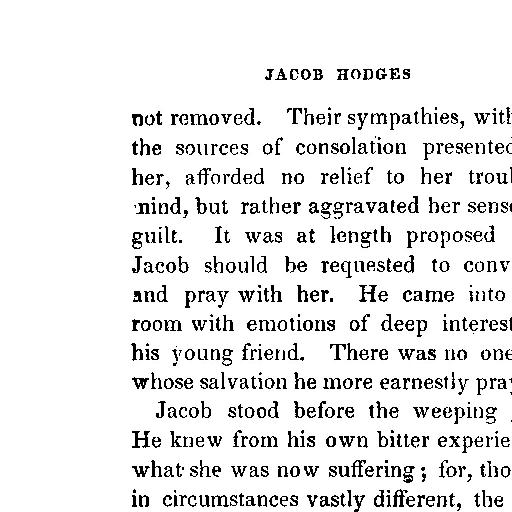 JACOB HODGES
not removed. Their sympathies, with
the sources of consolation presented
her, afforded no relief to her trou
mind, but rather aggravated her sense
guilt. It was at length proposed
Jacob should be requested to conv
and pray with her. He came into
room with emotions of deep interest
his young friend. There was no one
whose salvation he more earnestly pray
Jacob stood before the weeping
He knew from his own bitter experie
what she was now suffering; for, tho
in circumstances vastly different, the